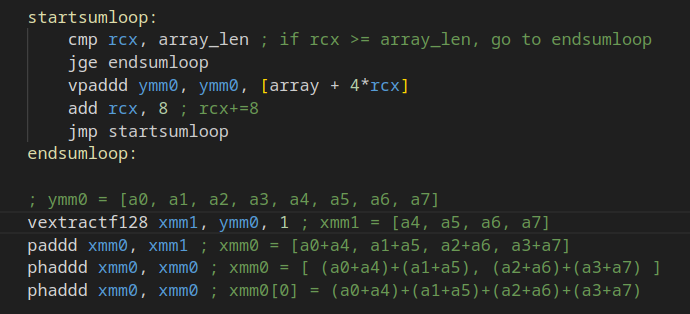 startsumloop:
    cmp rcx, array_len ; if rcx >= array_len, go to endsumloop
    jge endsumloop
    vpaddd ymm0, ymm0, [array + 4*rcx]
    add rcx, 8 ; rcx+=8
    jmp startsumloop
endsumloop:

; ymm0 = [a0, a1, a2, a3, a4, a5, a6, a7]
vextractf128 xmm1, ymm0, 1 ; xmm1 = [a4, a5, a6, a7]
paddd xmm0, xmm1 ; xmm0 = [a0+a4, a1+a5, a2+a6, a3+a7]
phaddd xmm0, xmm0 ; xmm0 = [ (a0+a4)+(a1+a5), (a2+a6)+(a3+a7) ]
phaddd xmm0, xmm0 ; xmm0[0] = (a0+a4)+(a1+a5)+(a2+a6)+(a3+a7)